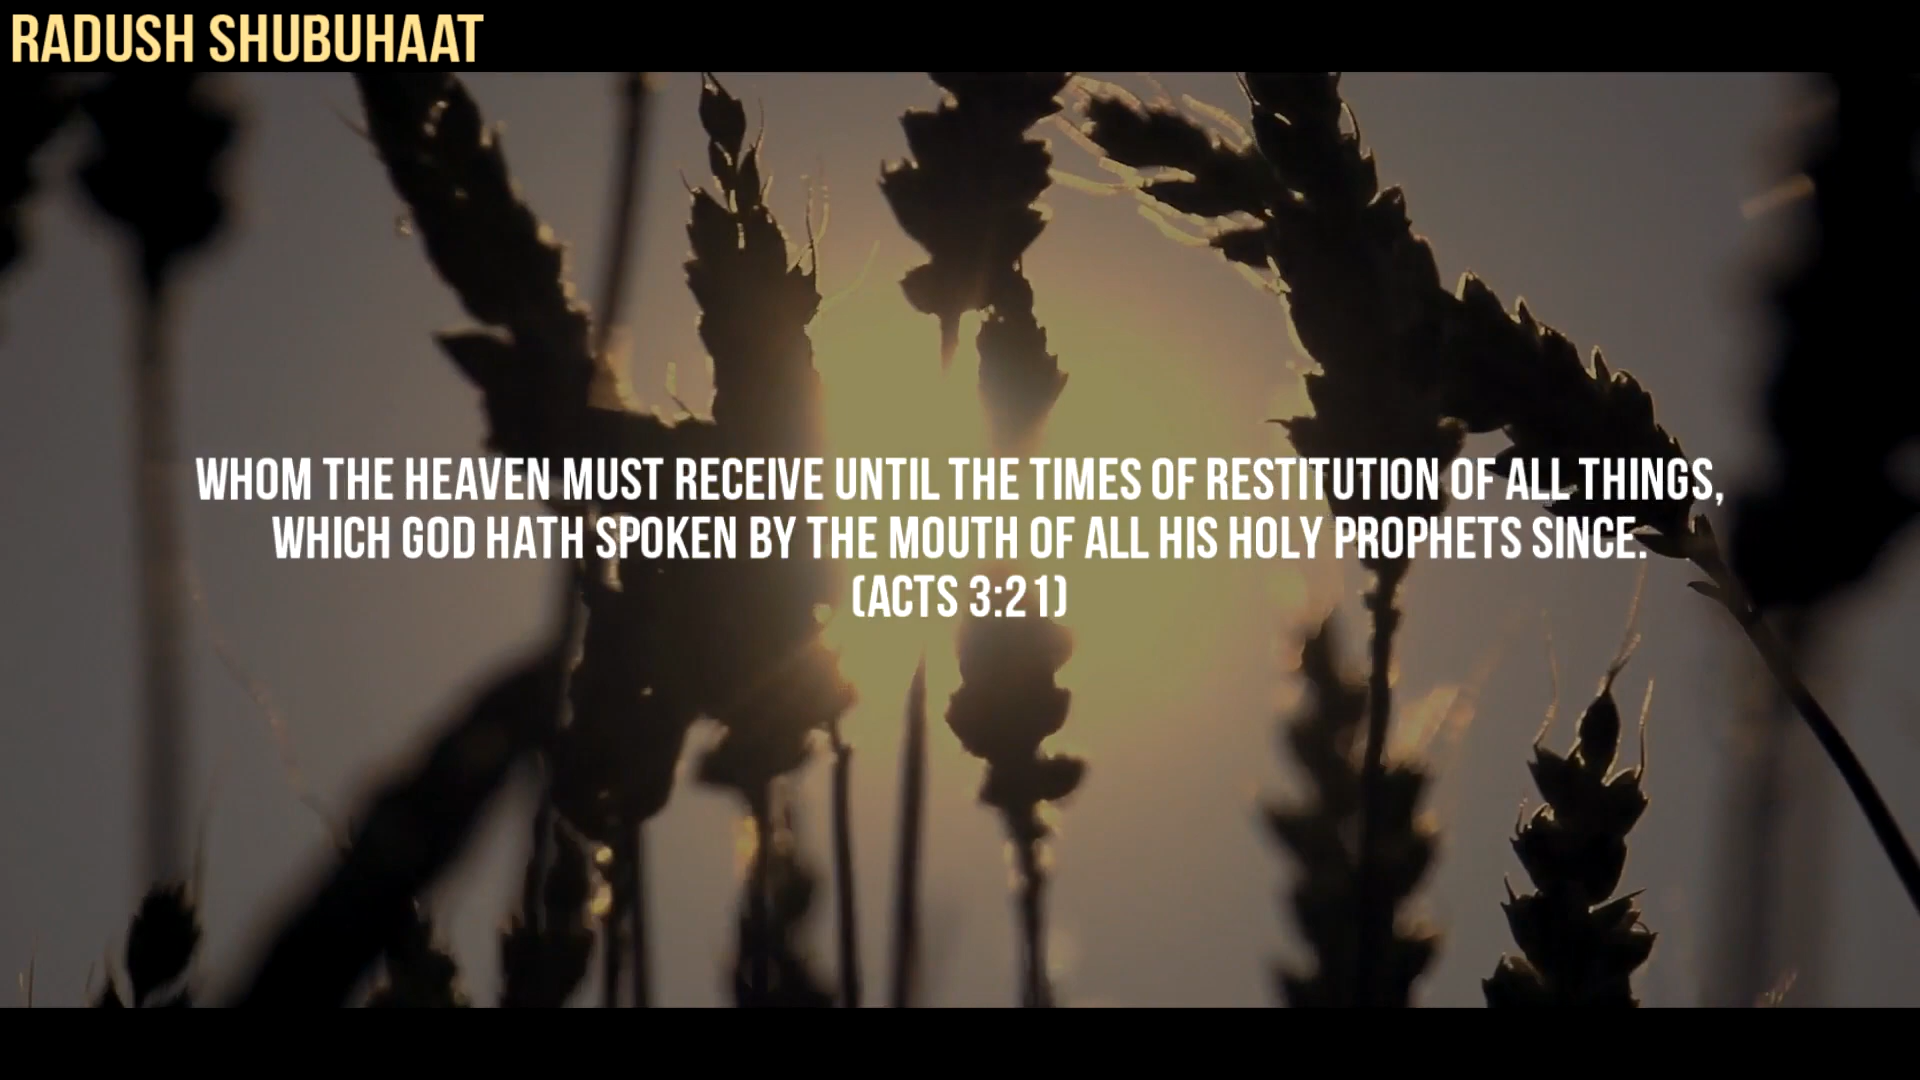 RADUSH SHUBUHAAT
WHOM THE HEAVEN MUST RECEIVE UNTIL THE TIMES OF RESTITUTION OF ALL THINGS,
WHICH GOD HATH SPOKEN BY THE MOUTH OF ALL HIS HOLY PROPHETS SINCE.
(ACTS 3:21)